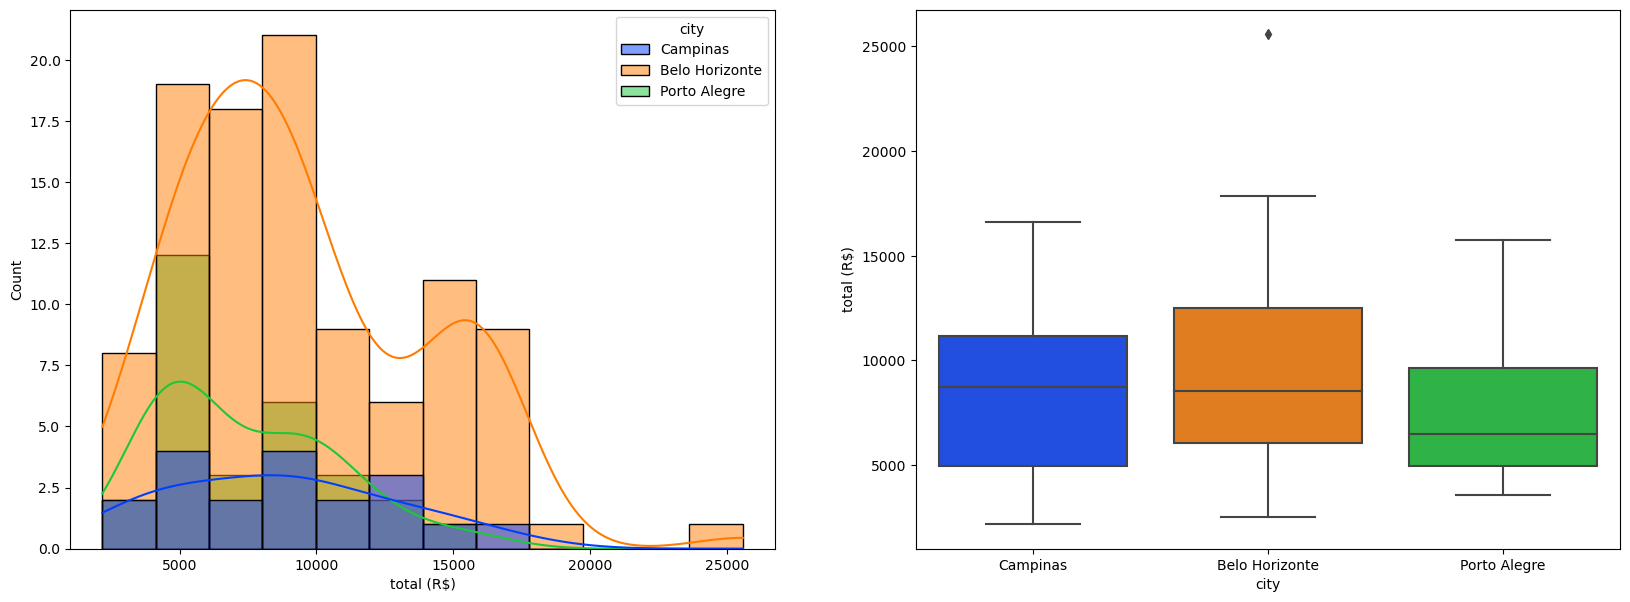 city
Campinas
Belo Horizonte
Porto Alegre
20.0
17.5
15.0
12.5
10.0
7.5
5.0
2.5
0.0
Count
5000 10000 15000 20000 25000
total (R$)
25000
20000
15000
10000
5000
total (R$)
Campinas Belo Horizonte Porto Alegre
city